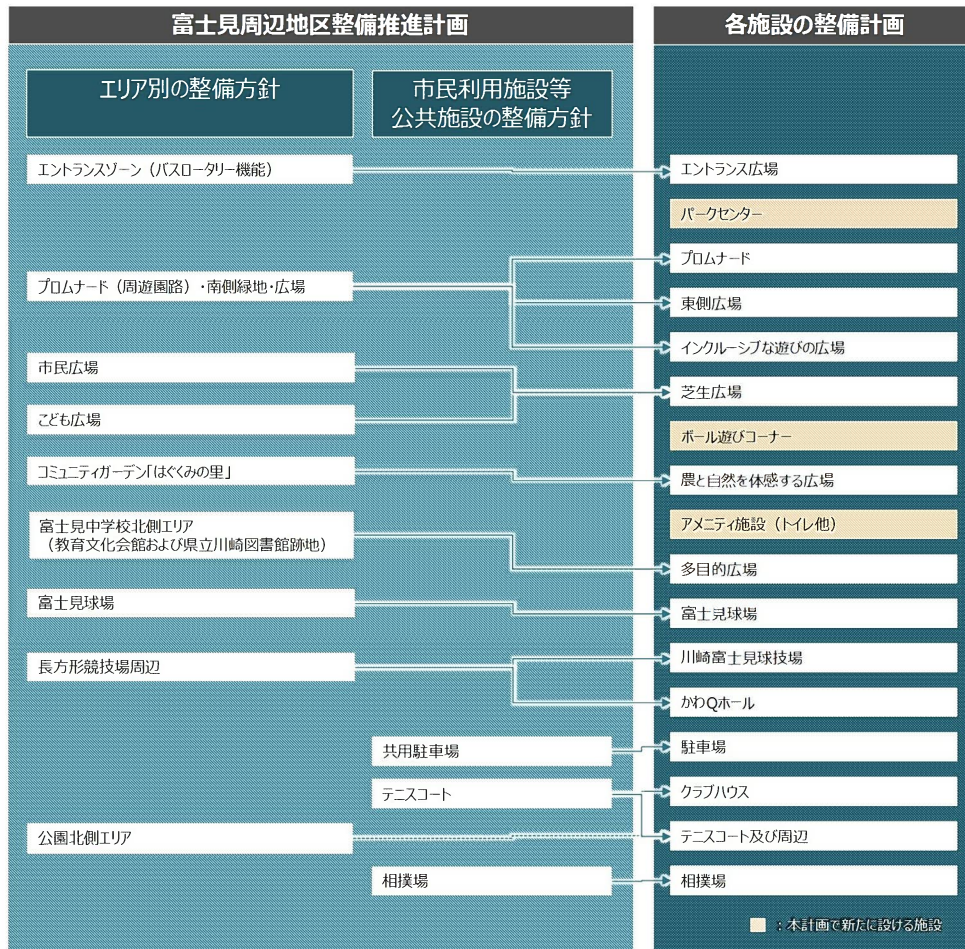 富士見周辺地区整備推進計画
各施設の整備計画
エリア別の整備方針
市民利用施設等
公共施設の整備方針
エントランスゾーン（バスロータリー機能）
エントランス広場
パークセンター
プロムナード（周遊園路）・南側緑地・広場
プロムナード
東側広場
インクルーシブな遊びの広場
市民広場
こども広場
芝生広場
ボール遊びコーナー
コミュニティガーデン「はぐくみの里」
農と自然を体感する広場
アメニティ施設（トイレ他）
富士見中学校北側エリア
（教育文化会館および県立川崎図書館跡地）
多目的広場
富士見球場
富士見球場
長方形競技場周辺
川崎富士見球技場
かわQホール
共用駐車場
駐車場
テニスコート
クラブハウス
公園北側エリア
テニスコート及び周辺
相撲場
相撲場
：本計画で新たに設ける施設